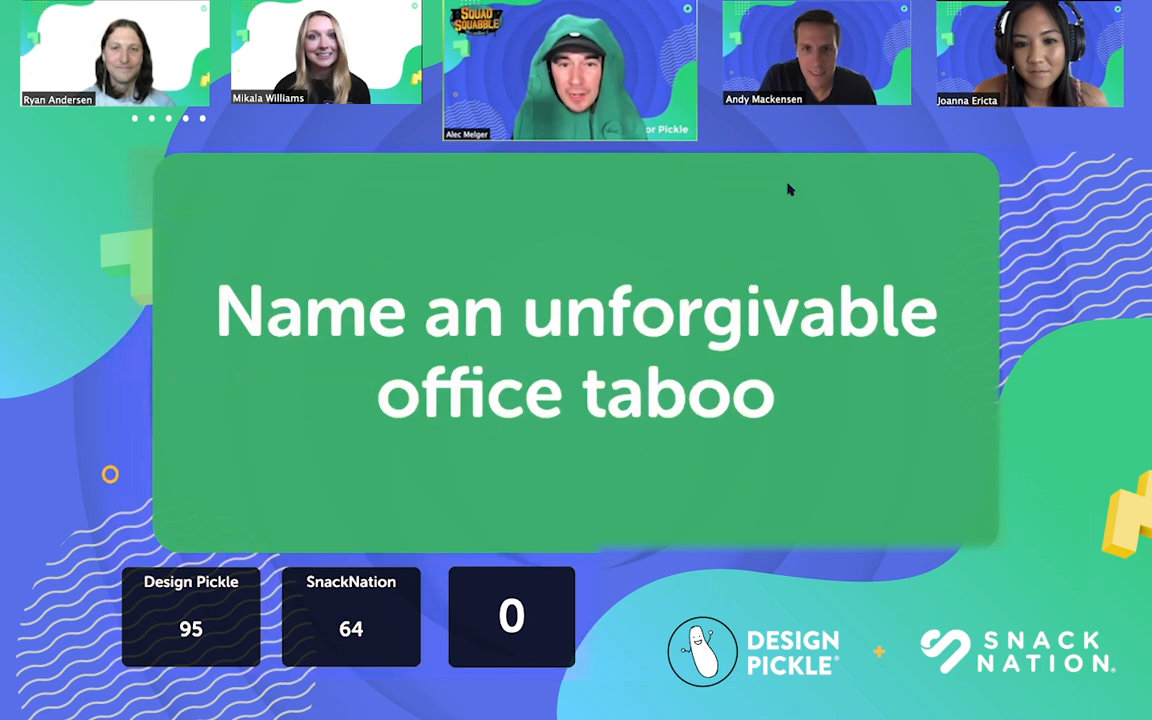 SQUAD
SQUABBLE
Ryan Andersen
Mikala Williams
Alec Melger
or Pickle
Andy Mackensen
Joanna Ericta
Name an unforgivable
office taboo
Design Pickle
95
SnackNation
64
0
DESIGN
PICKLE®
SNACK
NATION®